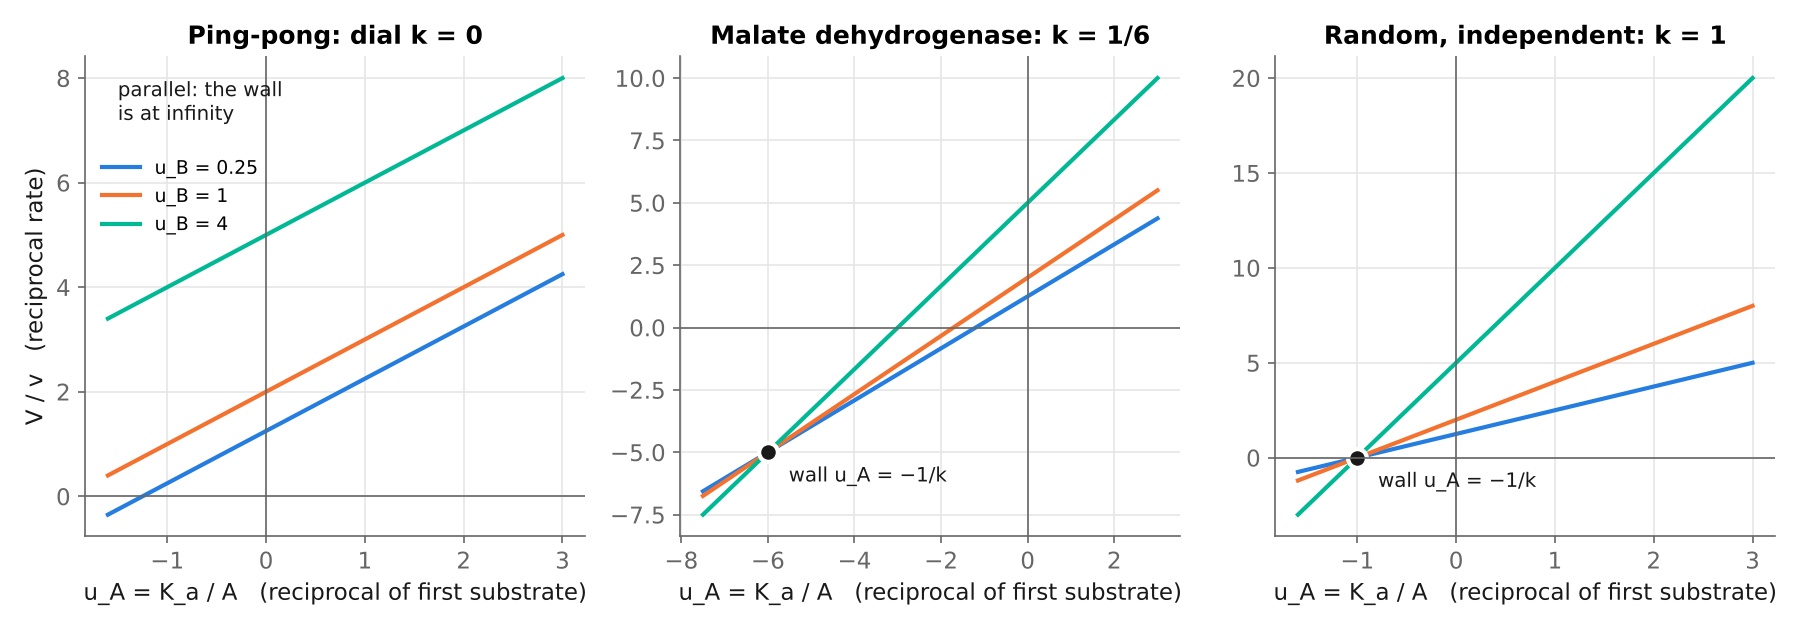 Ping-pong: dial k = 0
8
6
4
2
0
V / v   (reciprocal rate)
parallel: the wall
is at infinity
u_B = 0.25
u_B = 1
u_B = 4
−1 0 1 2 3
u_A = K_a / A   (reciprocal of first substrate)
Malate dehydrogenase: k = 1/6
10.0
7.5
5.0
2.5
0.0
−2.5
−5.0
−7.5
wall u_A = −1/k
−8 −6 −4 −2 0 2
u_A = K_a / A   (reciprocal of first substrate)
Random, independent: k = 1
20
15
10
5
0
wall u_A = −1/k
−1 0 1 2 3
u_A = K_a / A   (reciprocal of first substrate)